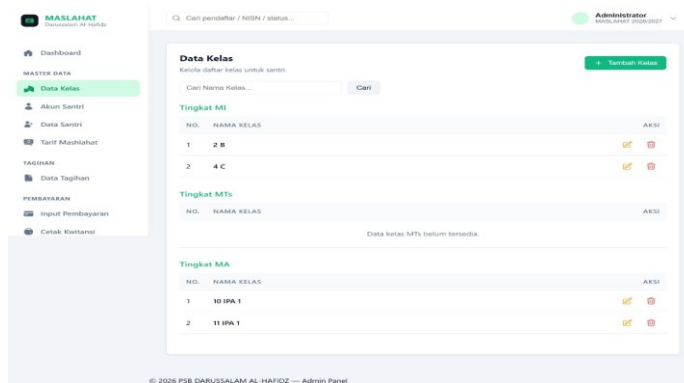 MASLAHAT
Darussalam Al-Hafidz
Cari pendaftar / NISN / status...
Administrator
MASLAHAT 2026/2027
Dashboard
MASTER DATA
Data Kelas
Akun Santri
Data Santri
Tarif Mashlahat
TAGIHAN
Data Tagihan
PEMBAYARAN
Input Pembayaran
Cetak Kwitansi
Data Kelas
Kelola daftar kelas untuk santri.
+ Tambah Kelas
Cari Nama Kelas...
Cari
Tingkat MI
NO. NAMA KELAS AKSI
1 2 B
2 4 C
Tingkat MTs
NO. NAMA KELAS AKSI
Data kelas MTs belum tersedia.
Tingkat MA
NO. NAMA KELAS AKSI
1 10 IPA 1
2 11 IPA 1
© 2026 PSB DARUSSALAM AL-HAFIDZ — Admin Panel